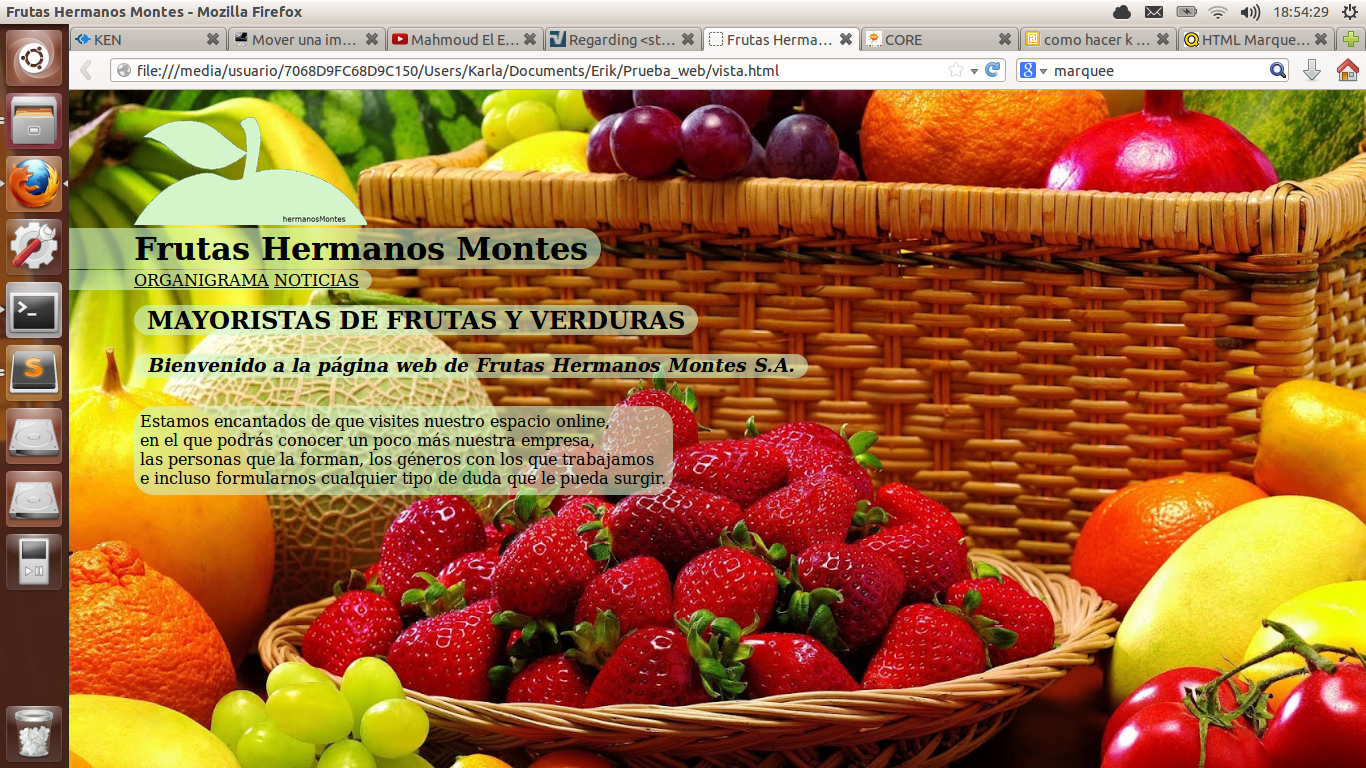 Frutas Hermanos Montes - Mozilla Firefox
18:54:29
KEN
Mover una im...
Mahmoud El E...
Regarding <st...
Frutas Herma...
CORE
como hacer k ...
HTML Marque...
file:///media/usuario/7068D9FC68D9C150/Users/Karla/Documents/Erik/Prueba_web/vista.html
marquee
hermanosMontes
Frutas Hermanos Montes
ORGANIGRAMA NOTICIAS
MAYORISTAS DE FRUTAS Y VERDURAS
Bienvenido a la página web de Frutas Hermanos Montes S.A.
Estamos encantados de que visites nuestro espacio online,
en el que podrás conocer un poco más nuestra empresa,
las personas que la forman, los géneros con los que trabajamos
e incluso formularnos cualquier tipo de duda que le pueda surgir.